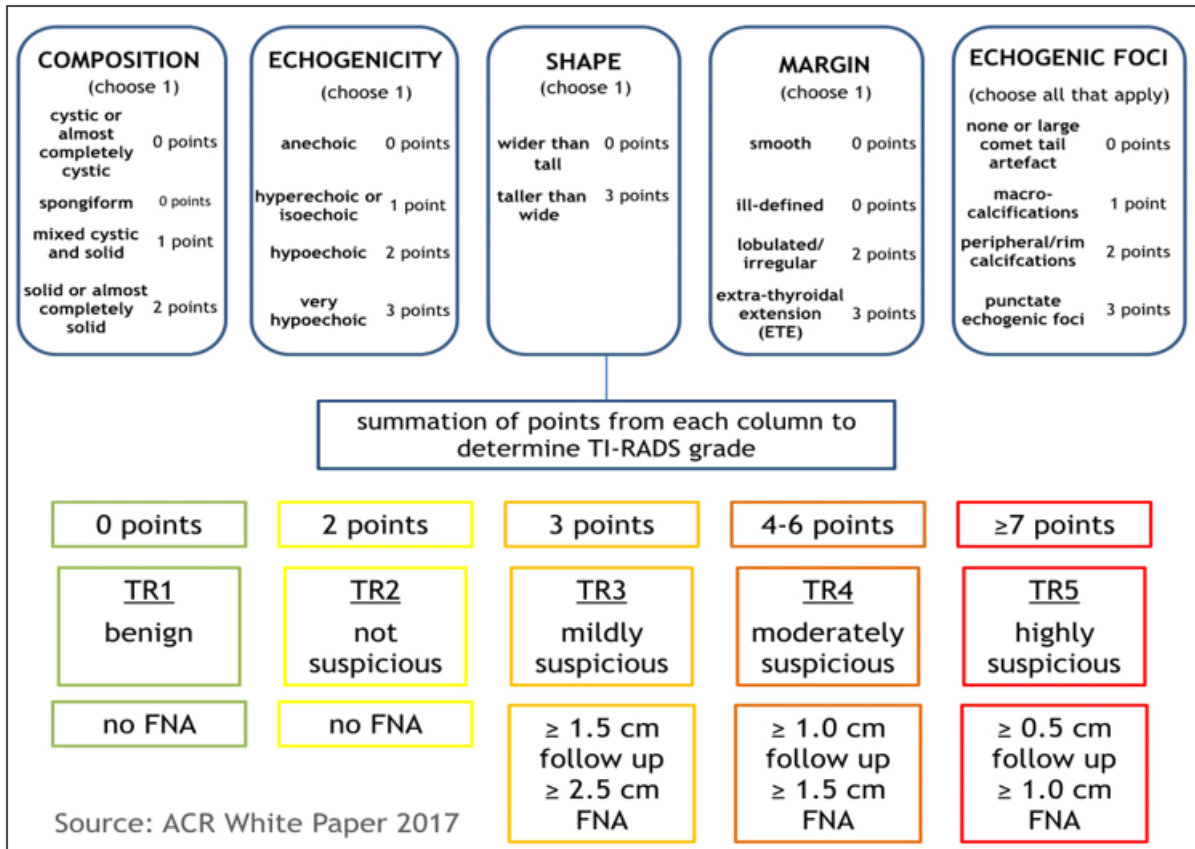 COMPOSITION
(choose 1)
cystic or
almost
completely
cystic
0 points
spongiform
0 points
mixed cystic
and solid
1 point
solid or almost
completely
solid
2 points
ECHOGENICITY
(choose 1)
anechoic
0 points
hyperechoic or
isoechoic
1 point
hypoechoic
2 points
very
hypoechoic
3 points
SHAPE
(choose 1)
wider than
tall
0 points
taller than
wide
3 points
MARGIN
(choose 1)
smooth
0 points
ill-defined
0 points
lobulated/
irregular
2 points
extra-thyroidal
extension
(ETE)
3 points
ECHOGENIC FOCI
(choose all that apply)
none or large
comet tail
artefact
0 points
macro-
calcifications
1 point
peripheral/rim
calcifcations
2 points
punctate
echogenic foci
3 points
summation of points from each column to
determine TI-RADS grade
0 points
2 points
3 points
4-6 points
≥7 points
TR1
benign
TR2
not
suspicious
TR3
mildly
suspicious
TR4
moderately
suspicious
TR5
highly
suspicious
no FNA
no FNA
≥ 1.5 cm
follow up
≥ 2.5 cm
FNA
≥ 1.0 cm
follow up
≥ 1.5 cm
FNA
≥ 0.5 cm
follow up
≥ 1.0 cm
FNA
Source: ACR White Paper 2017